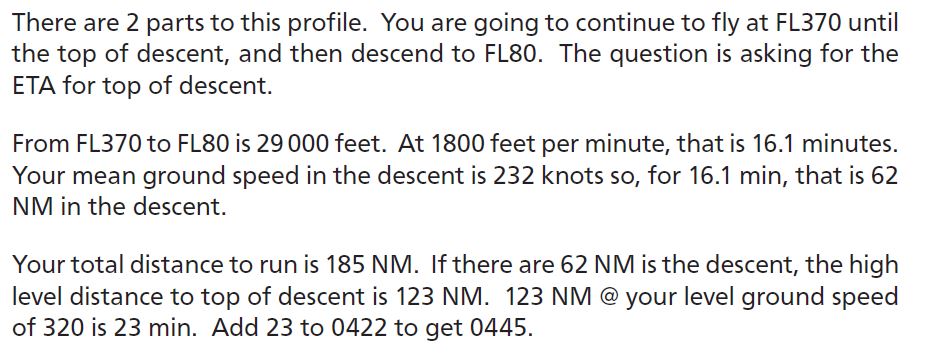 There are 2 parts to this profile. You are going to continue to fly at FL370 until
the top of descent, and then descend to FL80. The question is asking for the
ETA for top of descent.
From FL370 to FL80 is 29 000 feet. At 1800 feet per minute, that is 16.1 minutes.
Your mean ground speed in the descent is 232 knots so, for 16.1 min, that is 62
NM in the descent.
Your total distance to run is 185 NM. If there are 62 NM is the descent, the high
level distance to top of descent is 123 NM. 123 NM @ your level ground speed
of 320 is 23 min. Add 23 to 0422 to get 0445.